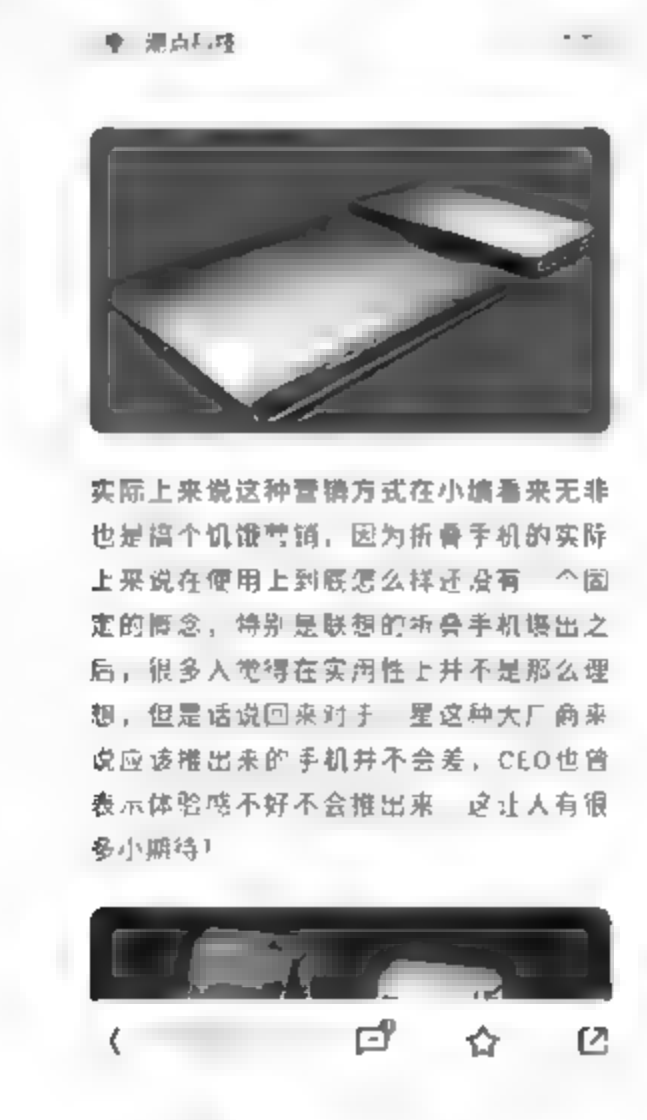 实际上来说这种营销方式在小编看来无非
也是搞个饥饿营销，因为折叠手机的实际
上来说在使用上到底怎么样还没有一个固
定的概念，特别是联想的折叠手机曝出之
后，很多人觉得在实用性上并不是那么理
想，但是话说回来对于 星这种大厂商来
说应该推出来的手机并不会差，CEO也曾
表示体验感不好不会推出来 这让人有很
多小期待！